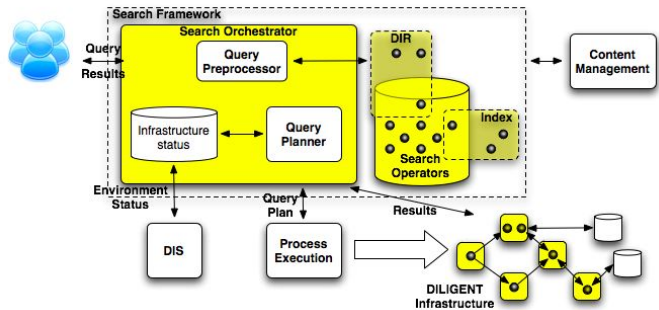 Search Framework
Search Orchestrator
Query
Results
Query
Preprocessor
DIR
Content
Management
Infrastructure
status
Query
Planner
Index
Search
Operators
Environment
Status
Query
Plan
Results
DIS
Process
Execution
DILIGENT
Infrastructure